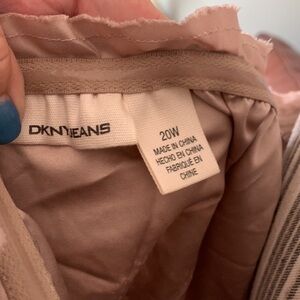 DKNY JEANS
20W
MADE IN CHINA
HECHO EN CHINA
FABRIQUÉ EN
CHINE